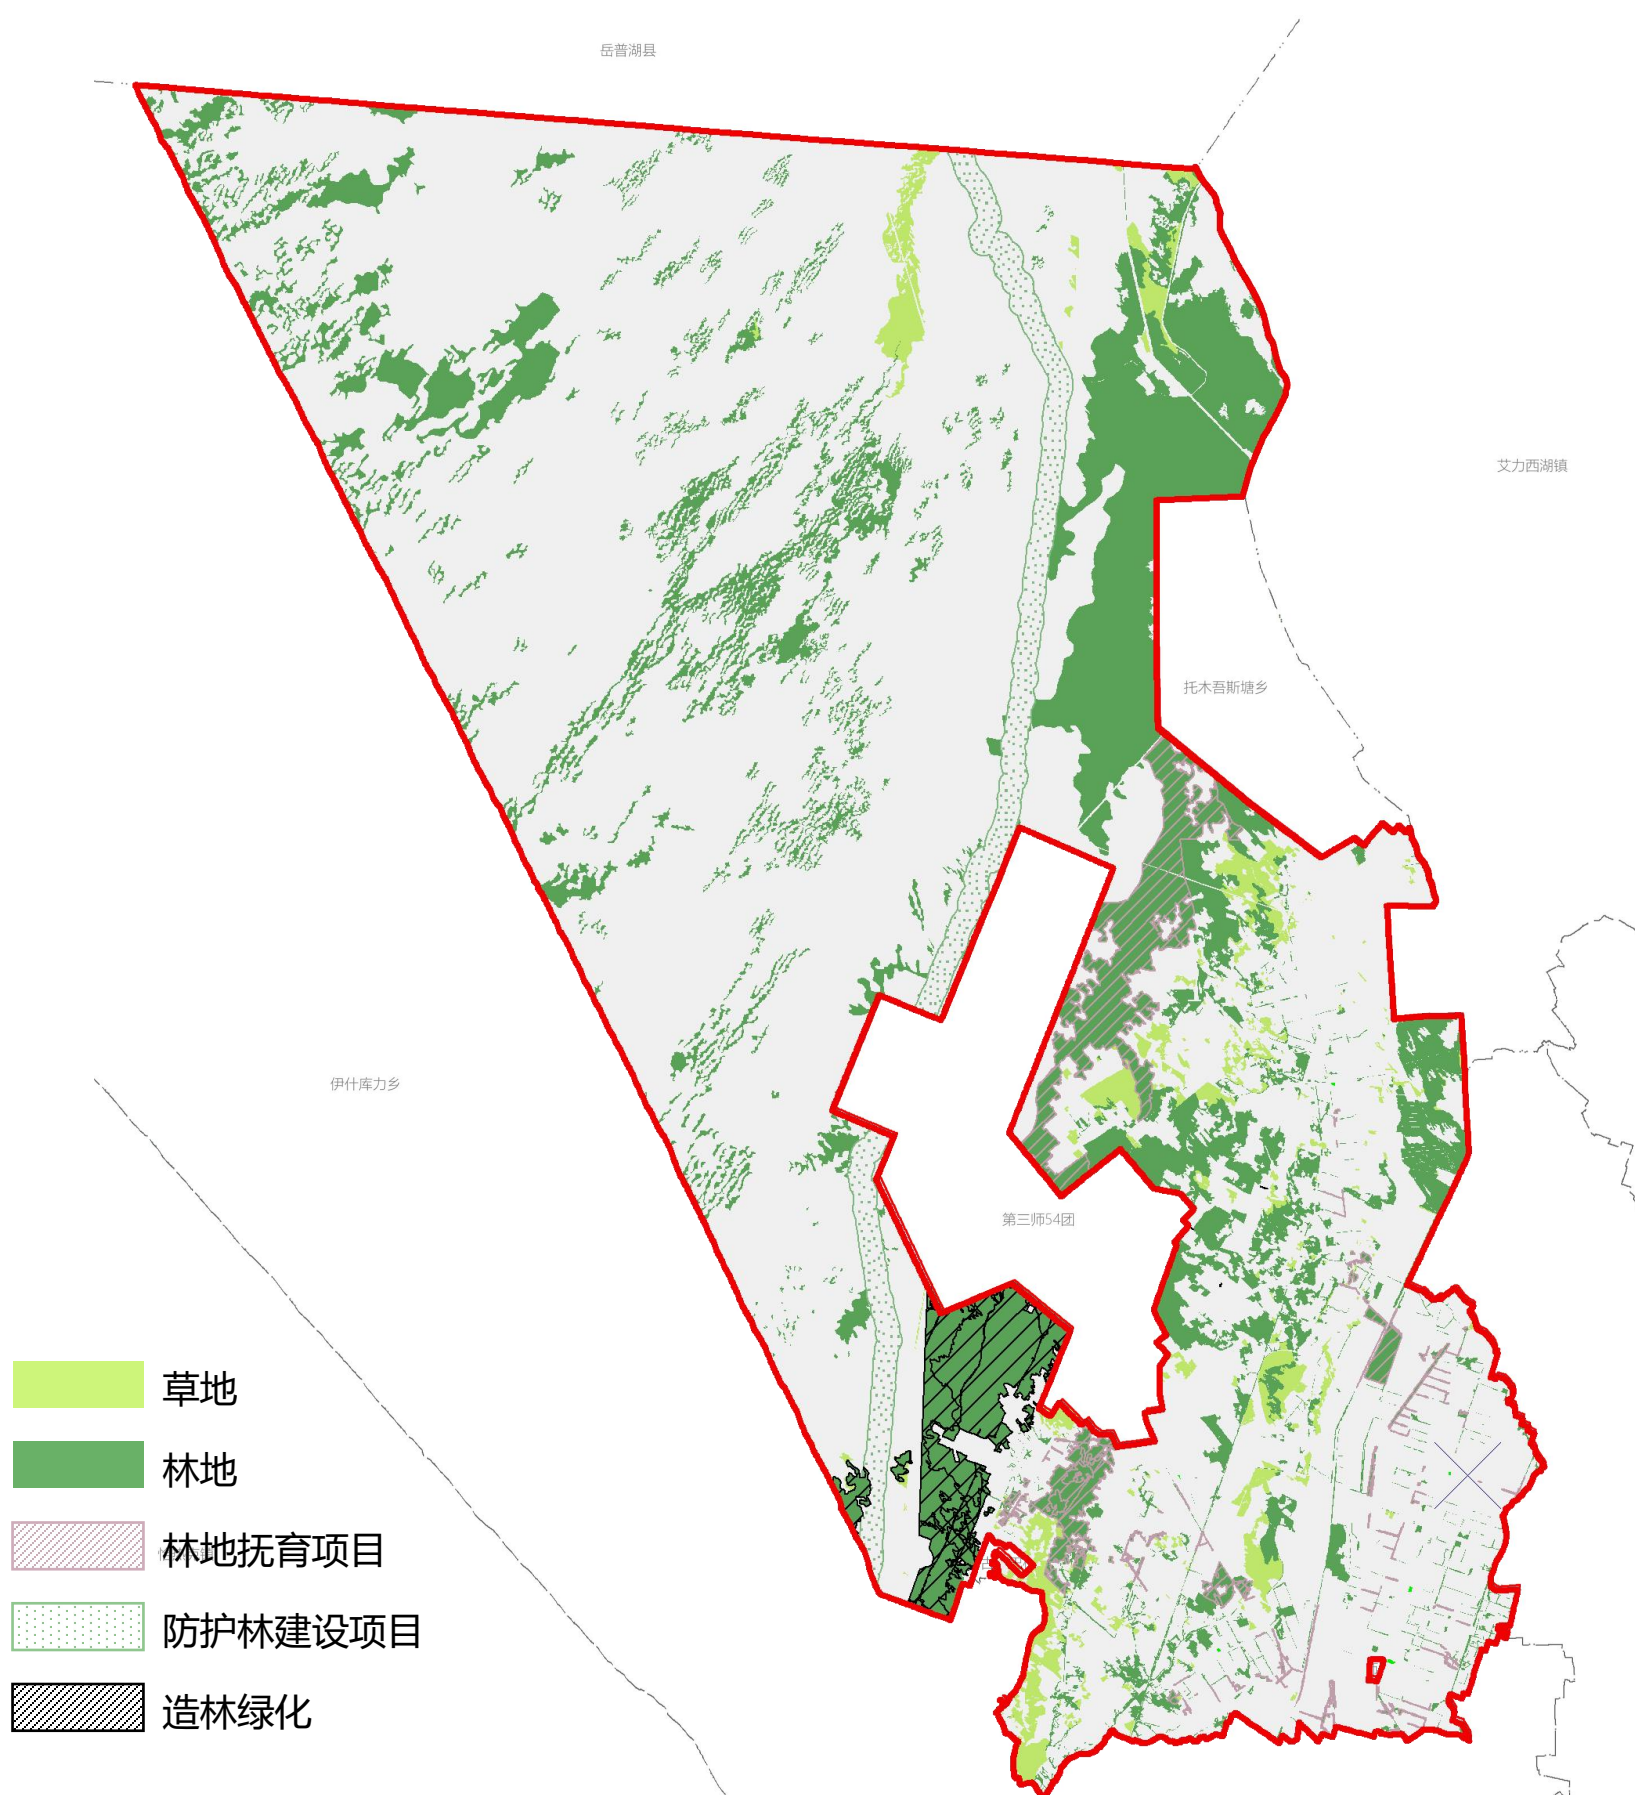 岳普湖县
艾力西湖镇
托木吾斯塘乡
伊什库力乡
第三师54团
草地
林地
林地抚育项目
防护林建设项目
造林绿化